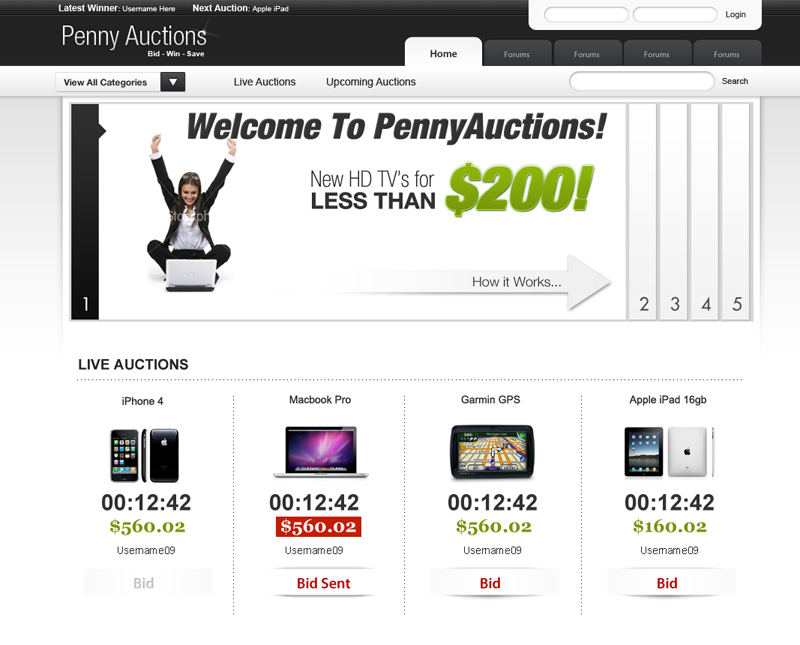 Latest Winner: Username Here Next Auction: Apple iPad
Login
Penny Auctions
Bid - Win - Save
Home Forums Forums Forums Forums
View All Categories Live Auctions Upcoming Auctions Search
Welcome To PennyAuctions!
New HD TV's for
LESS THAN $200!
How it Works...
1 2 3 4 5
LIVE AUCTIONS
iPhone 4 Macbook Pro Garmin GPS Apple iPad 16gb
00:12:42 00:12:42 00:12:42 00:12:42
$560.02 $560.02 $560.02 $160.02
Username09 Username09 Username09 Username09
Bid Bid Sent Bid Bid